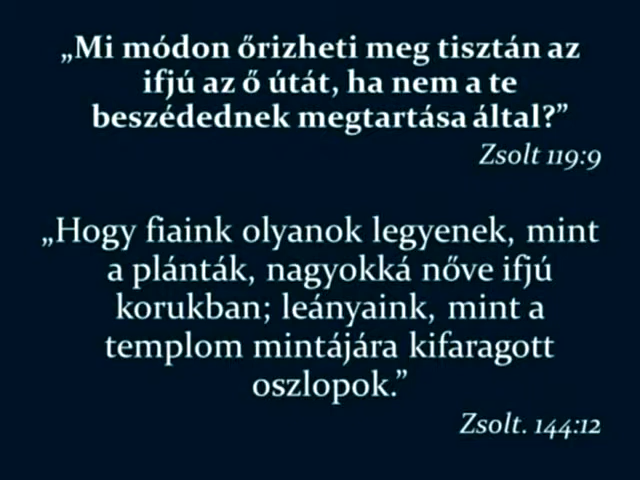 „Mi módon őrizheti meg tisztán az
ifjú az ő útát, ha nem a te
beszédednek megtartása által?”
Zsolt 119:9
„Hogy fiaink olyanok legyenek, mint
a plánták, nagyokká nőve ifjú
korukban; leányaink, mint a
templom mintájára kifaragott
oszlopok.”
Zsolt. 144:12